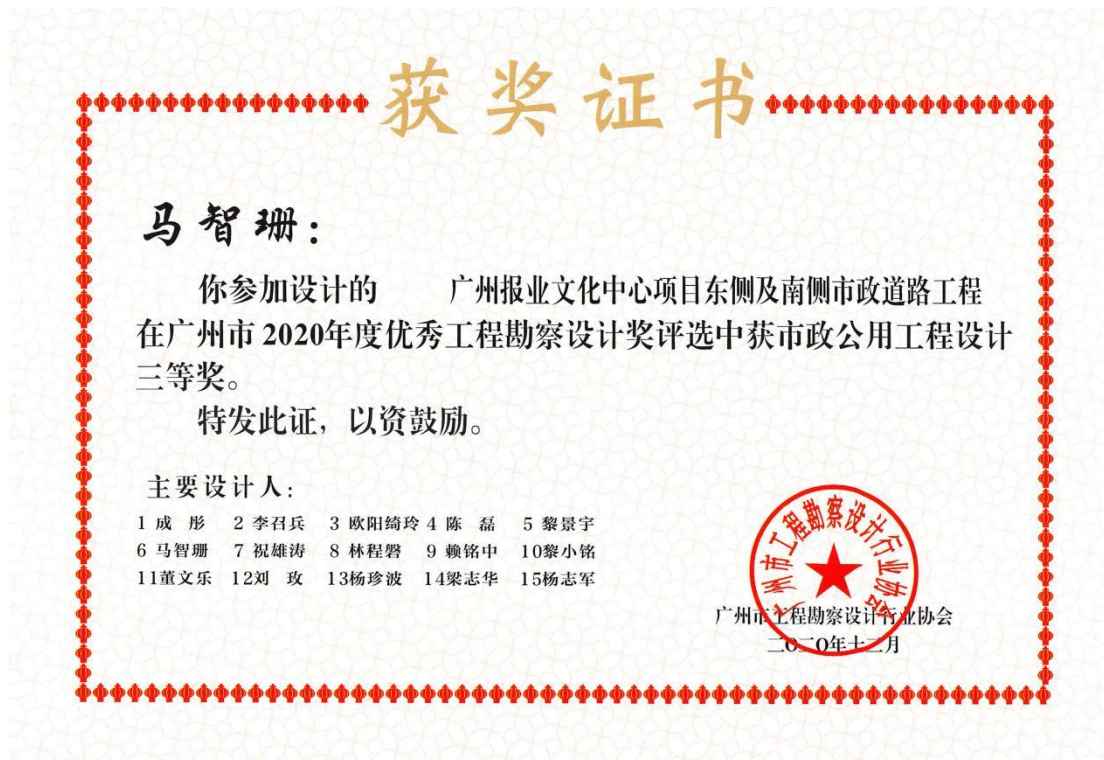 获奖证书
马智珊：
你参加设计的 广州报业文化中心项目东侧及南侧市政道路工程
在广州市2020年度优秀工程勘察设计奖评选中获市政公用工程设计
三等奖。
特发此证，以资鼓励。
主要设计人：
1 成 彤 2 李召兵 3 欧阳绮玲 4 陈 磊 5 黎景宇
6 马智珊 7 祝雄涛 8 林程磐 9 赖铭中 10黎小铭
11董文乐 12刘 玫 13杨珍波 14梁志华 15杨志军
广州市工程勘察设计行业协会
广州市工程勘察设计行业协会
二〇二〇年十二月